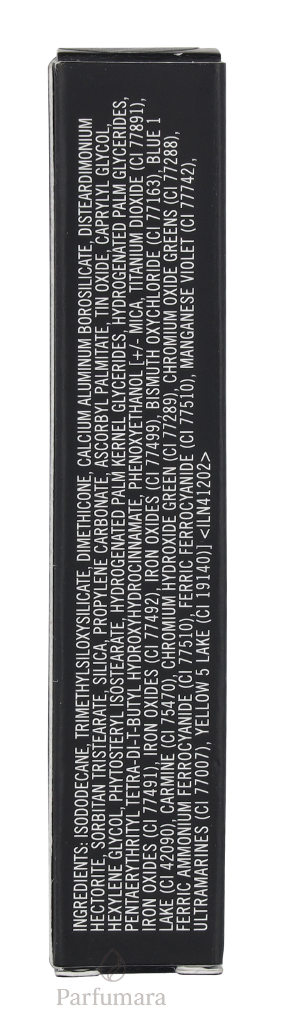 INGREDIENTS: ISODODECANE, TRIMETHYLSILOXYSILICATE, DIMETHICONE, CALCIUM ALUMINUM BOROSILICATE, DISTEARDIMONIUM
HECTORITE, SORBITAN TRISTEARATE, SILICA, PROPYLENE CARBONATE, ASCORBYL PALMITATE, TIN OXIDE, CAPRYLYL GLYCOL,
HEXYLENE GLYCOL, PHYTOSTERYL ISOSTEARATE, HYDROGENATED PALM KERNEL GLYCERIDES, HYDROGENATED PALM GLYCERIDES,
PENTAERYTHRITYL TETRA-DI-T-BUTYL HYDROXYHYDROCINNAMATE, PHENOXYETHANOL [+/- MICA, TITANIUM DIOXIDE (CI 77891),
IRON OXIDES (CI 77491), IRON OXIDES (CI 77492), IRON OXIDES (CI 77499), BISMUTH OXYCHLORIDE (CI 77163), BLUE 1
LAKE (CI 42090), CARMINE (CI 75470), CHROMIUM HYDROXIDE GREEN (CI 77289), CHROMIUM OXIDE GREENS (CI 77288),
FERRIC AMMONIUM FERROCYANIDE (CI 77510), FERRIC FERROCYANIDE (CI 77510), MANGANESE VIOLET (CI 77742),
ULTRAMARINES (CI 77007), YELLOW 5 LAKE (CI 19140)] <ILN41202>
Parfumara